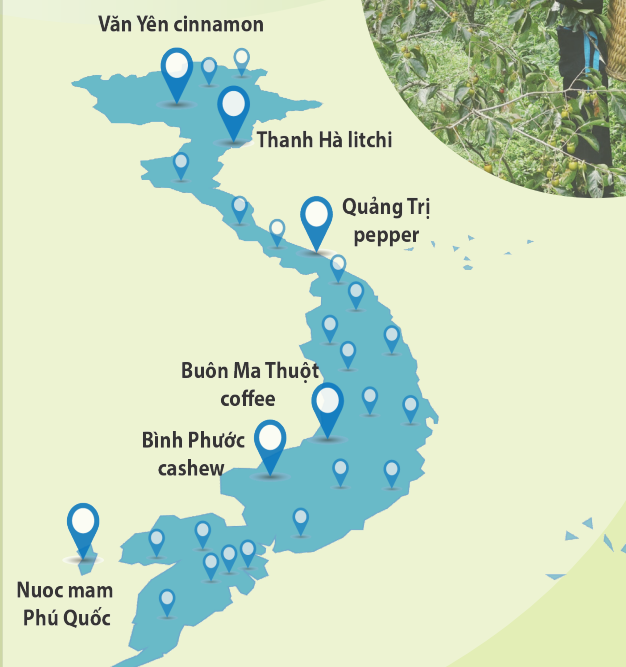 Văn Yên cinnamon
Thanh Hà litchi
Quảng Trị
pepper
Buôn Ma Thuột
coffee
Bình Phước
cashew
Nuoc mam
Phú Quốc